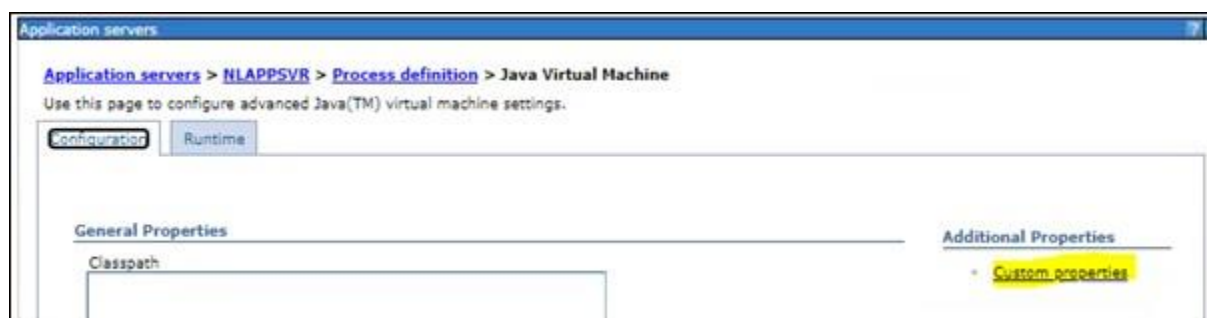 Application servers ?
Application servers > NLAPPSVR > Process definition > Java Virtual Machine
Use this page to configure advanced Java(TM) virtual machine settings.
Configuration Runtime
General Properties
Additional Properties
Classpath
Custom properties